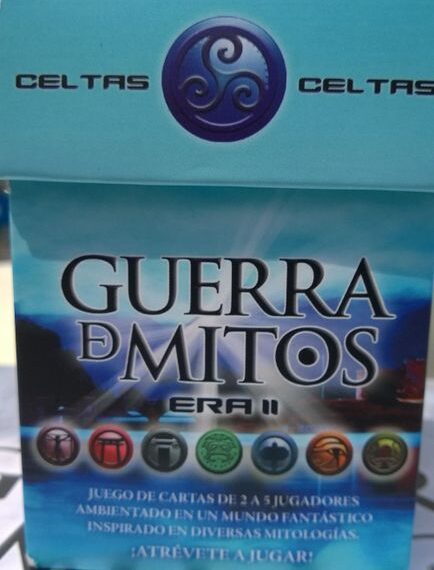 CELTAS CELTAS
GUERRA
D MITOS
ERA II
JUEGO DE CARTAS DE 2 A 5 JUGADORES
AMBIENTADO EN UN MUNDO FANTÁSTICO
INSPIRADO EN DIVERSAS MITOLOGÍAS.
¡ATRÉVETE A JUGAR!